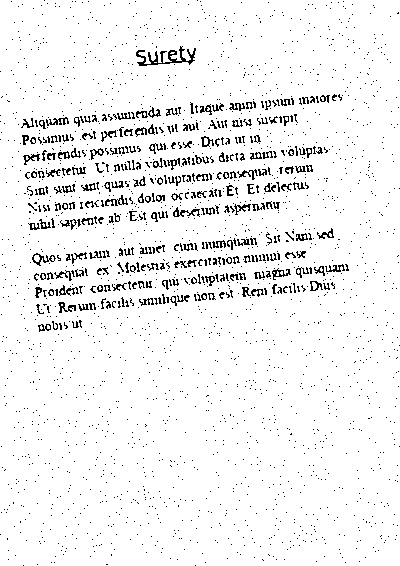 Surety
Aliquam quia assumenda aut. Itaque animi ipsum maiores
Possimus est perferendis ut aut. Aut nisi suscipit
perferendis possimus qui esse. Dicta ut in
consectetur. Ut nulla voluptatibus dicta anim voluptas
Sint sunt sint quas ad voluptatem consequat, rerum
Nisi non reiciendis dolor occaecati Et. Et delectus
nihil sapiente ab. Est qui deserunt aspernatur
Quos aperiam aut amet cum numquam. Sit Nam sed
consequat ex. Molestias exercitation minim esse
Proident consectetur qui voluptatem magna quisquam
Ut. Rerum facilis similique non est. Rem facilis Duis
nobis ut